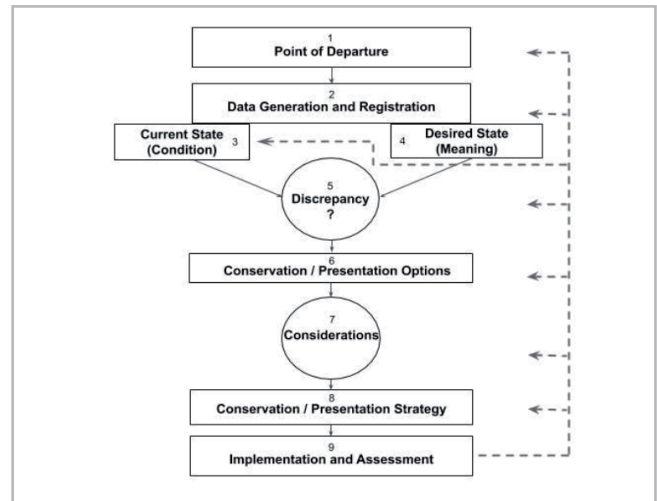 1
Point of Departure
2
Data Generation and Registration
Current State
(Condition)
3
4
Desired State
(Meaning)
5
Discrepancy
?
6
Conservation / Presentation Options
7
Considerations
8
Conservation / Presentation Strategy
9
Implementation and Assessment